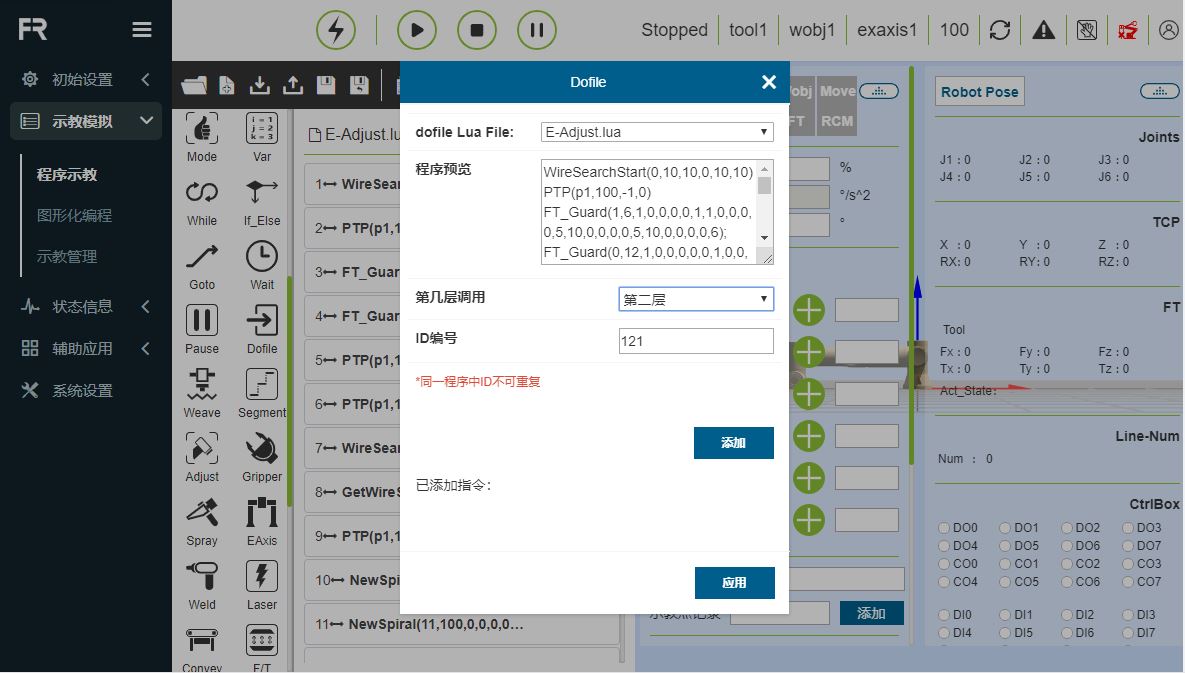 FR
Stopped
tool1
wobj1
exaxis1
100
初始设置
示教模拟
程序示教
图形化编程
示教管理
状态信息
辅助应用
系统设置
Mode
Var
While
If_Else
Goto
Wait
Pause
Dofile
Weave
Segment
Adjust
Gripper
Spray
EAxis
Weld
Laser
Convey
F/T
E-Adjust.lu
1 WireSear
2 PTP(p1,1
3 FT_Guar
4 FT_Guar
5 PTP(p1,1
6 PTP(p1,1
7 WireSear
8 GetWireS
9 PTP(p1,1
10 NewSpi
11 NewSpiral(11,100,0,0,0,0...
Dofile
dofile Lua File:
E-Adjust.lua
程序预览
WireSearchStart(0,10,10,0,10,10)
PTP(p1,100,-1,0)
FT_Guard(1,6,1,0,0,0,0,1,1,0,0,0,
0,5,10,0,0,0,0,5,10,0,0,0,0,6);
FT_Guard(0,12,1,0,0,0,0,0,1,0,0,
第几层调用
第二层
ID编号
121
*同一程序中ID不可重复
添加
已添加指令:
应用
obj
Move
FT
RCM
%
°/s^2
°
示教点记录
添加
Robot Pose
Joints
J1 : 0
J2 : 0
J3 : 0
J4 : 0
J5 : 0
J6 : 0
TCP
X : 0
Y : 0
Z : 0
RX: 0
RY: 0
RZ: 0
FT
Tool
Fx : 0
Fy : 0
Fz : 0
Tx : 0
Ty : 0
Tz : 0
Act_State:
Line-Num
Num : 0
CtrlBox
DO0
DO1
DO2
DO3
DO4
DO5
DO6
DO7
CO0
CO1
CO2
CO3
CO4
CO5
CO6
CO7
DI0
DI1
DI2
DI3
DI4
DI5
DI6
DI7